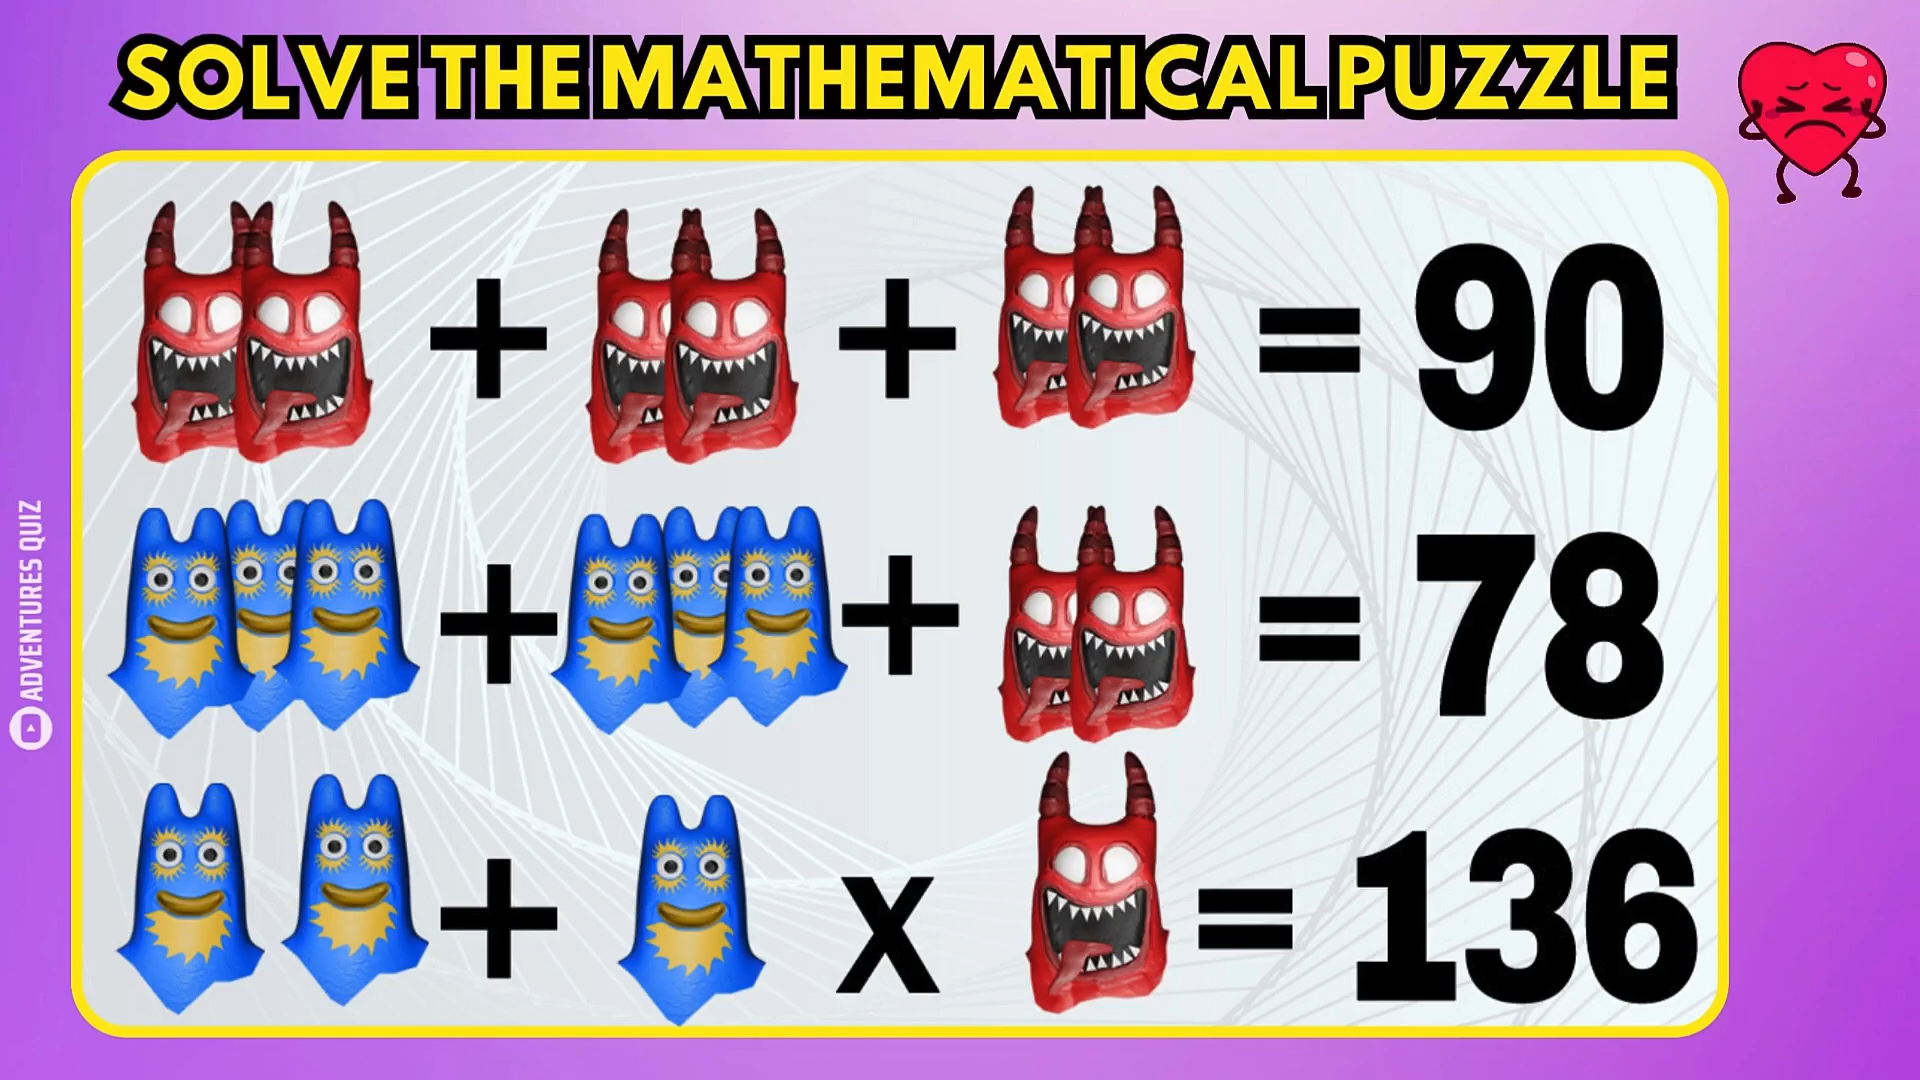 SOLVE THE MATHEMATICAL PUZZLE
+ + = 90
+ + = 78
+ x = 136
ADVENTURES QUIZ